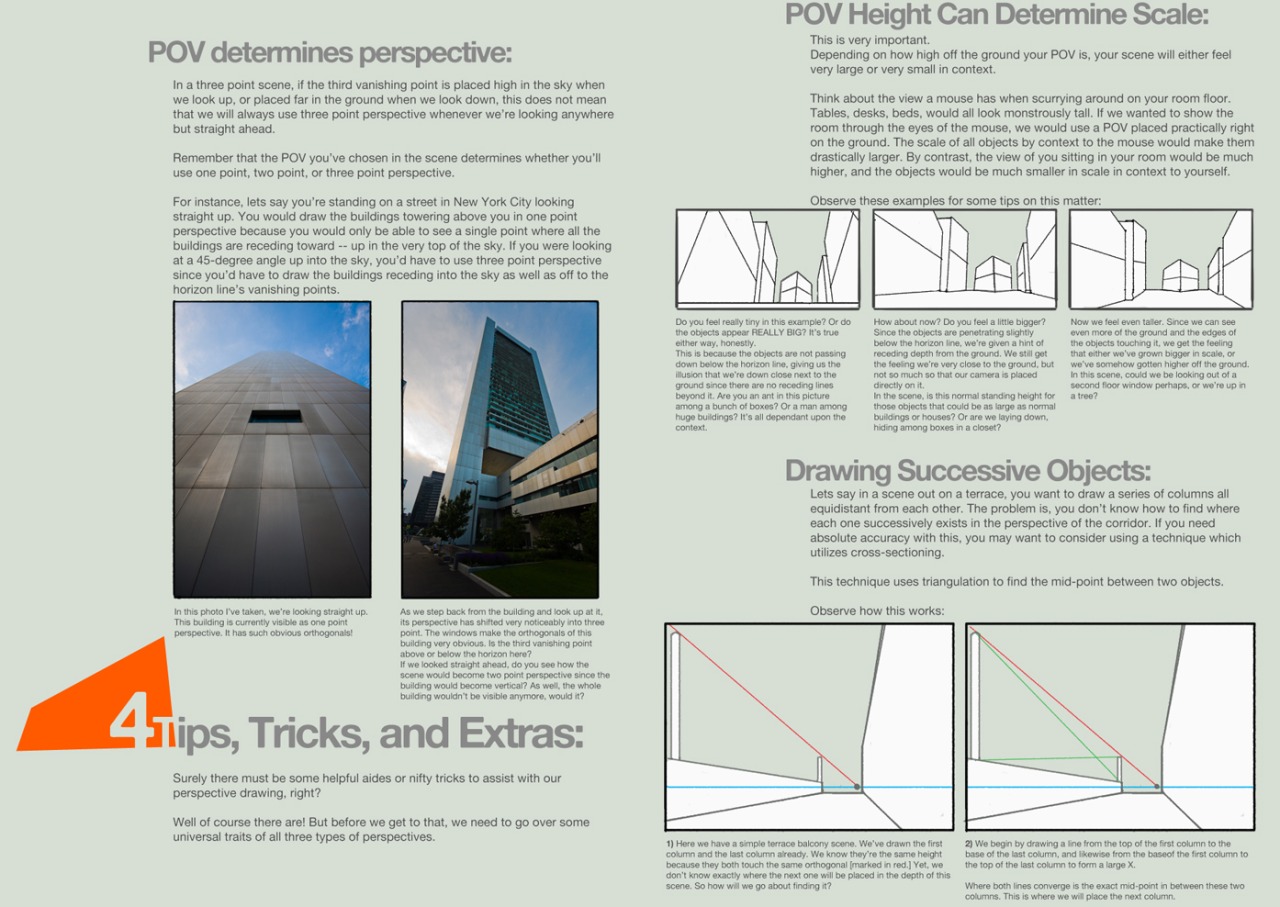 POV determines perspective:
In a three point scene, if the third vanishing point is placed high in the sky when
we look up, or placed far in the ground when we look down, this does not mean
that we will always use three point perspective whenever we're looking anywhere
but straight ahead.
Remember that the POV you've chosen in the scene determines whether you'll
use one point, two point, or three point perspective.
For instance, lets say you're standing on a street in New York City looking
straight up. You would draw the buildings towering above you in one point
perspective because you would only be able to see a single point where all the
buildings are receding toward -- up in the very top of the sky. If you were looking
at a 45-degree angle up into the sky, you'd have to use three point perspective
since you'd have to draw the buildings receding into the sky as well as off to the
horizon line's vanishing points.
In this photo I've taken, we're looking straight up.
This building is currently visible as one point
perspective. It has such obvious orthogonals!
As we step back from the building and look up at it,
its perspective has shifted very noticeably into three
point. The windows make the orthogonals of this
building very obvious. Is the third vanishing point
above or below the horizon here?
If we looked straight ahead, do you see how the
scene would become two point perspective since the
building would become vertical? As well, the whole
building wouldn't be visible anymore, would it?
4 Tips, Tricks, and Extras:
Surely there must be some helpful aides or nifty tricks to assist with our
perspective drawing, right?
Well of course there are! But before we get to that, we need to go over some
universal traits of all three types of perspectives.
POV Height Can Determine Scale:
This is very important.
Depending on how high off the ground your POV is, your scene will either feel
very large or very small in context.
Think about the view a mouse has when scurrying around on your room floor.
Tables, desks, beds, would all look monstrously tall. If we wanted to show the
room through the eyes of the mouse, we would use a POV placed practically right
on the ground. The scale of all objects by context to the mouse would make them
drastically larger. By contrast, the view of you sitting in your room would be much
higher, and the objects would be much smaller in scale in context to yourself.
Observe these examples for some tips on this matter:
Do you feel really tiny in this example? Or do
the objects appear REALLY BIG? It's true
either way, honestly.
This is because the objects are not passing
down below the horizon line, giving us the
illusion that we're down close next to the
ground since there are no receding lines
beyond it. Are you an ant in this picture
among a bunch of boxes? Or a man among
huge buildings? It's all dependant upon the
context.
How about now? Do you feel a little bigger?
Since the objects are penetrating slightly
below the horizon line, we're given a hint of
receding depth from the ground. We still get
the feeling we're very close to the ground, but
not so much so that our camera is placed
directly on it.
In the scene, is this normal standing height for
those objects that could be as large as normal
buildings or houses? Or are we laying down,
hiding among boxes in a closet?
Now we feel even taller. Since we can see
even more of the ground and the edges of
the objects touching it, we get the feeling
that either we've grown bigger in scale, or
we've somehow gotten higher off the ground.
In this scene, could we be looking out of a
second floor window perhaps, or we're up in
a tree?
Drawing Successive Objects:
Lets say in a scene out on a terrace, you want to draw a series of columns all
equidistant from each other. The problem is, you don't know how to find where
each one successively exists in the perspective of the corridor. If you need
absolute accuracy with this, you may want to consider using a technique which
utilizes cross-sectioning.
This technique uses triangulation to find the mid-point between two objects.
Observe how this works:
1) Here we have a simple terrace balcony scene. We've drawn the first
column and the last column already. We know they're the same height
because they both touch the same orthogonal [marked in red.] Yet, we
don't know exactly where the next one will be placed in the depth of this
scene. So how will we go about finding it?
2) We begin by drawing a line from the top of the first column to the
base of the last column, and likewise from the baseof the first column to
the top of the last column to form a large X.
Where both lines converge is the exact mid-point in between these two
columns. This is where we will place the next column.